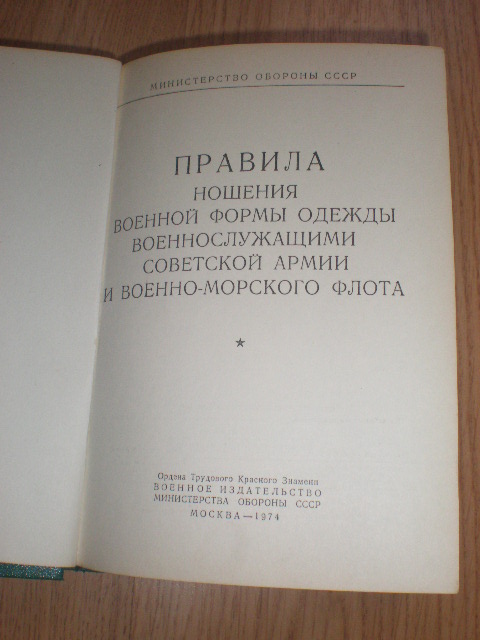 МИНИСТЕРСТВО ОБОРОНЫ СССР
ПРАВИЛА
НОШЕНИЯ
ВОЕННОЙ ФОРМЫ ОДЕЖДЫ
ВОЕННОСЛУЖАЩИМИ
СОВЕТСКОЙ АРМИИ
И ВОЕННО-МОРСКОГО ФЛОТА
Ордена Трудового Красного Знамени
ВОЕННОЕ ИЗДАТЕЛЬСТВО
МИНИСТЕРСТВА ОБОРОНЫ СССР
МОСКВА—1974